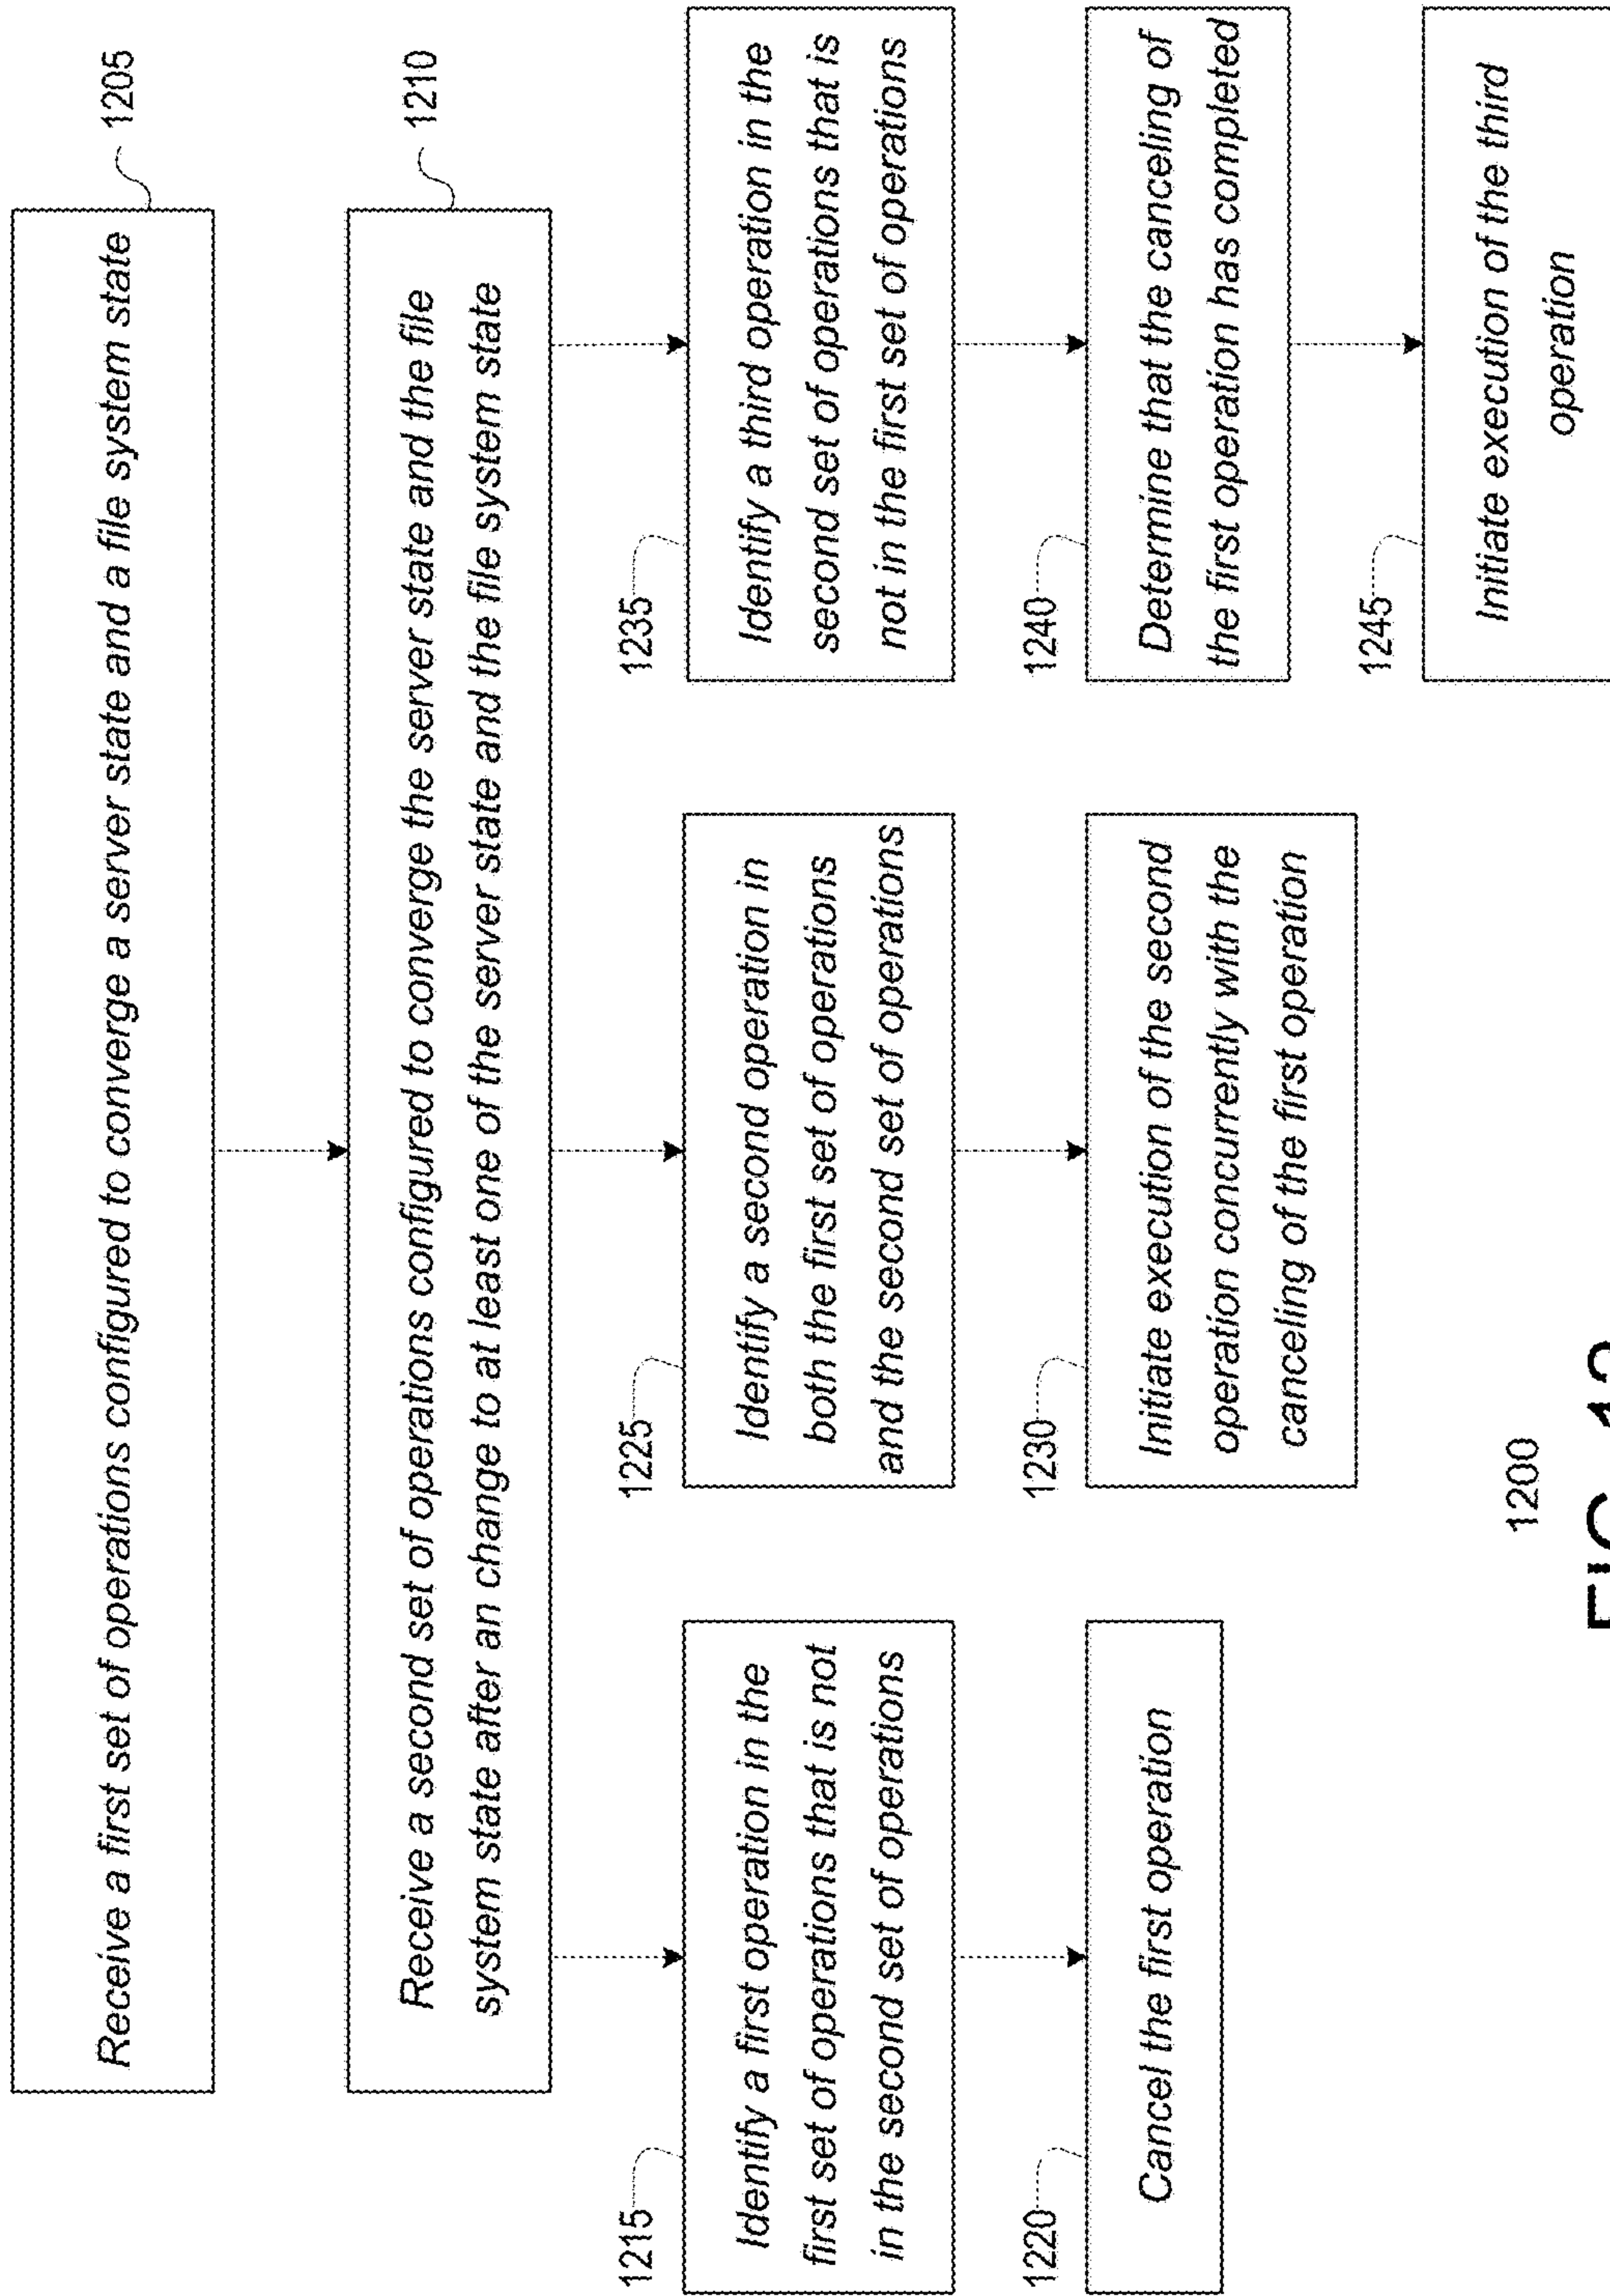 Receive a first set of operations configured to converge a server state and a file system state
1205
Receive a second set of operations configured to converge the server state and the file
system state after an change to at least one of the server state and the file system state
1210
1215
Identify a first operation in the
first set of operations that is not
in the second set of operations
1220
Cancel the first operation
1225
Identify a second operation in
both the first set of operations
and the second set of operations
1230
Initiate execution of the second
operation concurrently with the
canceling of the first operation
1235
Identify a third operation in the
second set of operations that is
not in the first set of operations
1240
Determine that the canceling of
the first operation has completed
1245
Initiate execution of the third
operation
1200
FIG. 12